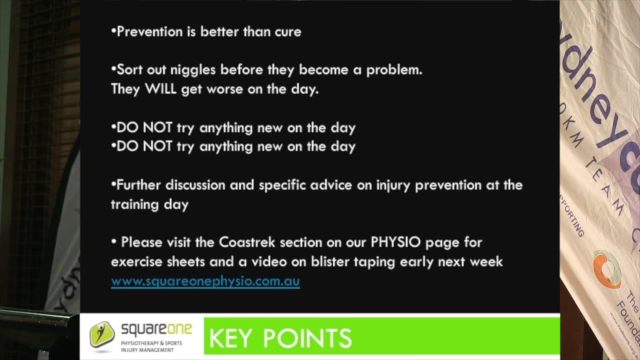 •Prevention is better than cure
•Sort out niggles before they become a problem.
They WILL get worse on the day.
•DO NOT try anything new on the day
•DO NOT try anything new on the day
•Further discussion and specific advice on injury prevention at the
training day
• Please visit the Coastrek section on our PHYSIO page for
exercise sheets and a video on blister taping early next week
www.squareonephysio.com.au
squareone
PHYSIOTHERAPY & SPORTS
INJURY MANAGEMENT
KEY POINTS
KM TEAM
The